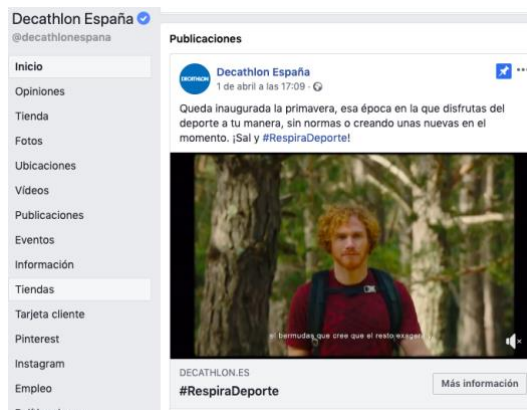 Decathlon España
@decathlonespana
Inicio
Opiniones
Tienda
Fotos
Ubicaciones
Vídeos
Publicaciones
Eventos
Información
Tiendas
Tarjeta cliente
Pinterest
Instagram
Empleo
Publicaciones
DECATHLON
Decathlon España
1 de abril a las 17:09 ·
Queda inaugurada la primavera, esa época en la que disfrutas del
deporte a tu manera, sin normas o creando unas nuevas en el
momento. ¡Sal y #RespiraDeporte!
el bermudas que cree que el resto exagera
DECATHLON.ES
#RespiraDeporte
Más información